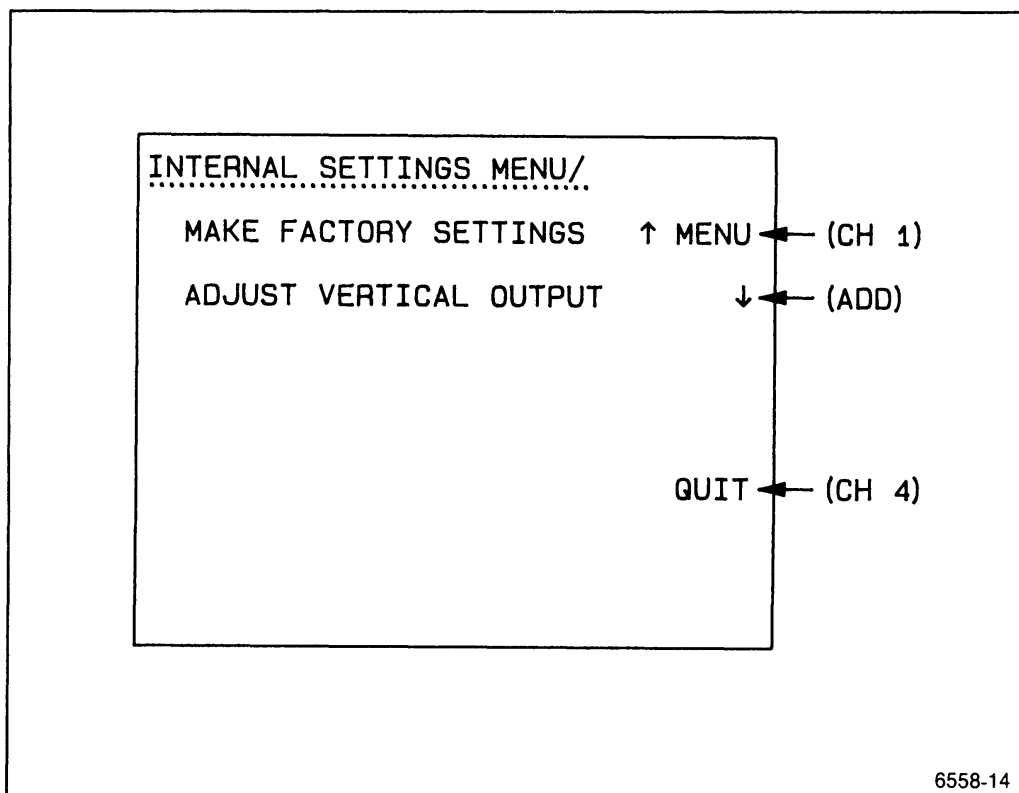 INTERNAL SETTINGS MENU/
MAKE FACTORY SETTINGS ↑ MENU (CH 1)
ADJUST VERTICAL OUTPUT ↓ (ADD)
QUIT (CH 4)
6558-14